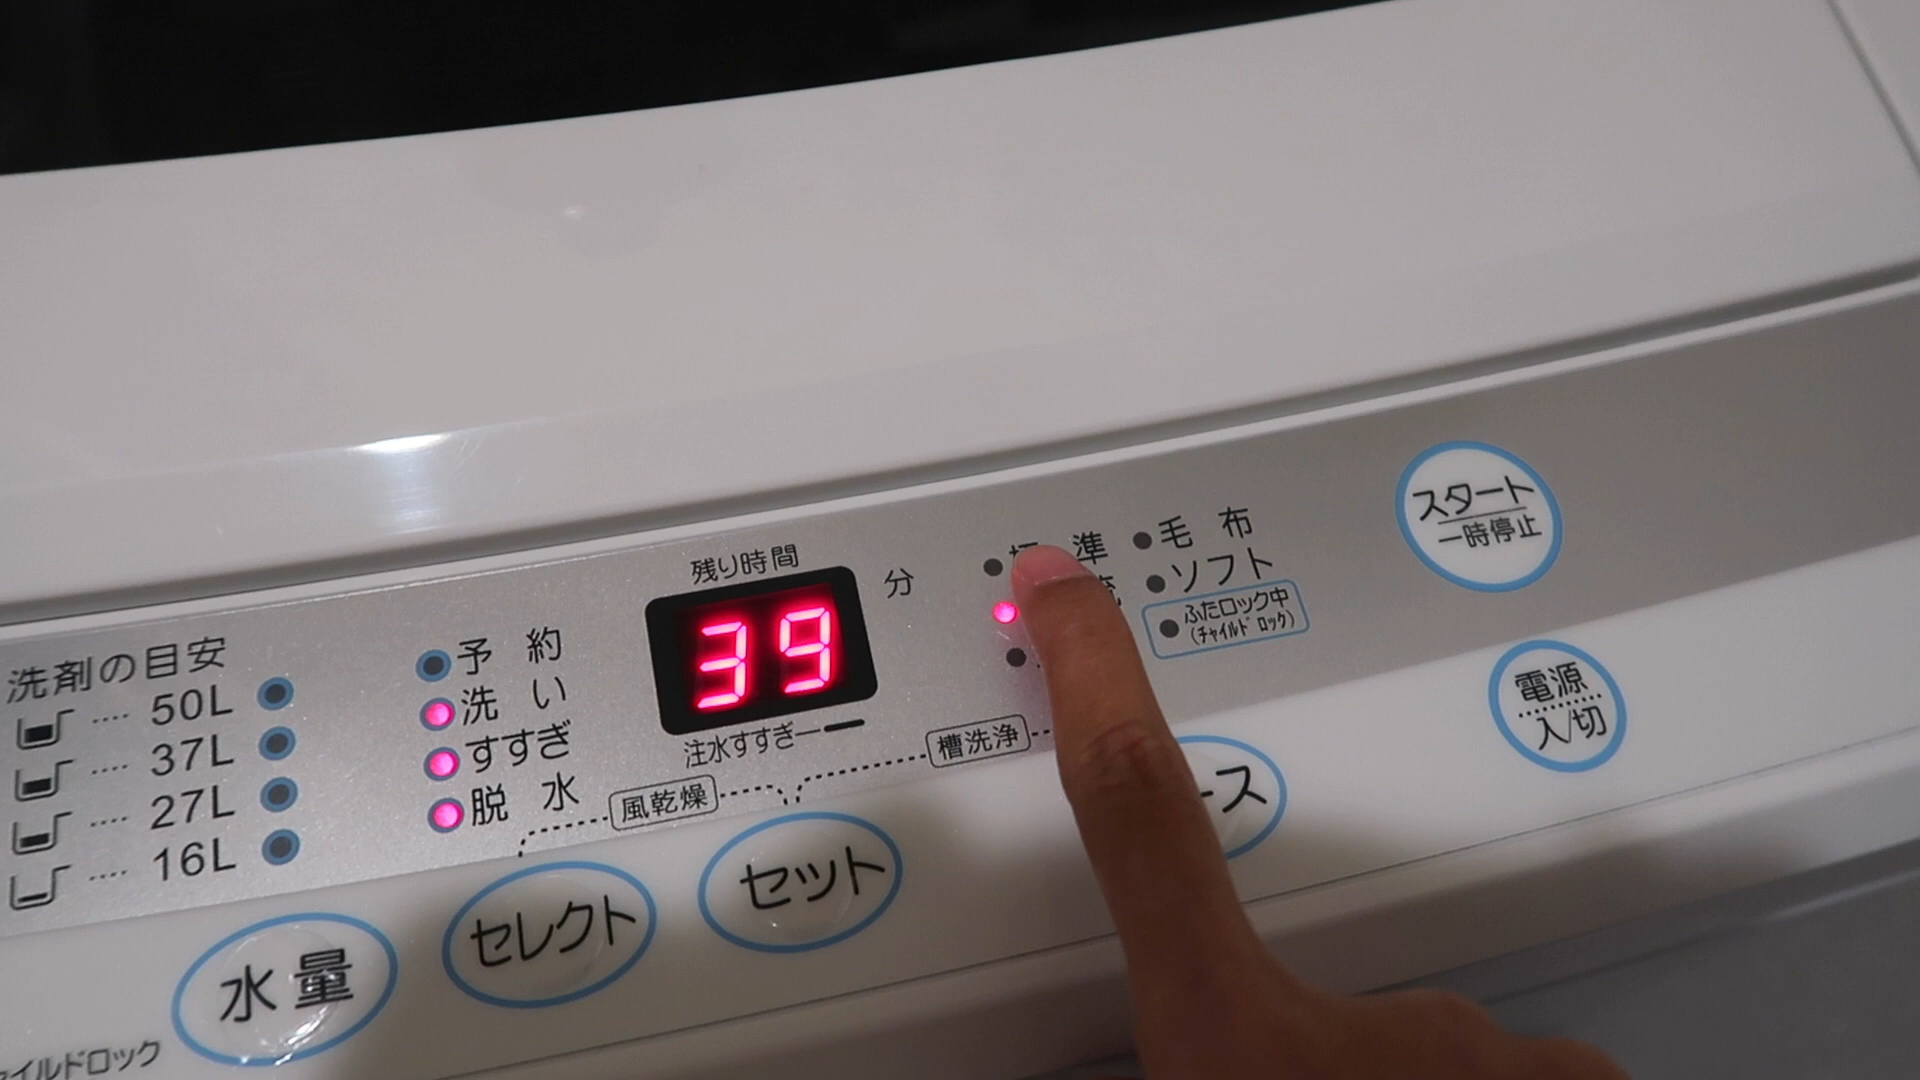 洗剤の目安
50L
37L
27L
16L
予約
洗い
すすぎ
脱水
残り時間
39
分
注水すすぎ
風乾燥
槽洗浄
準
毛布
ソフト
ふたロック中
(チャイルドロック)
スタート
一時停止
電源
入/切
水量
セレクト
セット
ース
イルドロック